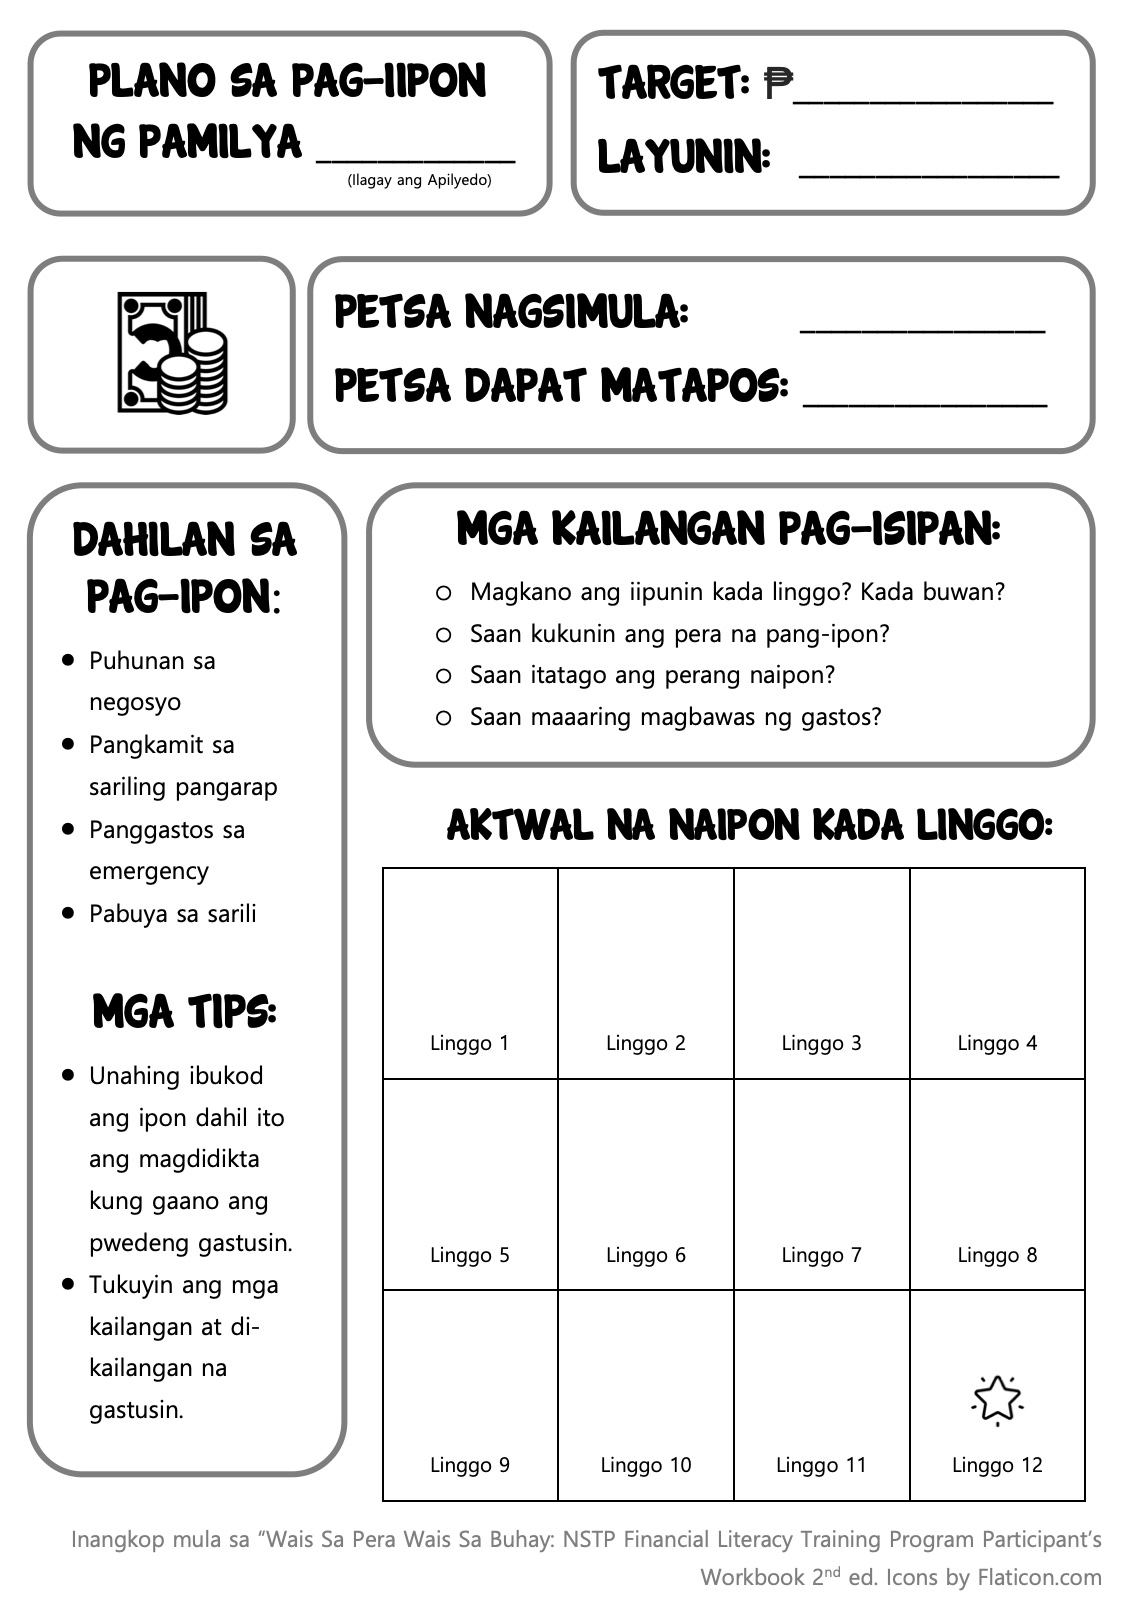 PLANO SA PAG-IIPON
NG PAMILYA _____________
(Ilagay ang Apilyedo)
TARGET: ₱_________________
LAYUNIN: _________________
PETSA NAGSIMULA: ________________
PETSA DAPAT MATAPOS: ________________
DAHILAN SA
PAG-IPON:
• Puhunan sa
negosyo
• Pangkamit sa
sariling pangarap
• Panggastos sa
emergency
• Pabuya sa sarili
MGA TIPS:
• Unahing ibukod
ang ipon dahil ito
ang magdidikta
kung gaano ang
pwedeng gastusin.
• Tukuyin ang mga
kailangan at di-
kailangan na
gastusin.
MGA KAILANGAN PAG-ISIPAN:
o Magkano ang iipunin kada linggo? Kada buwan?
o Saan kukunin ang pera na pang-ipon?
o Saan itatago ang perang naipon?
o Saan maaaring magbawas ng gastos?
AKTWAL NA NAIPON KADA LINGGO:
Linggo 1 Linggo 2 Linggo 3 Linggo 4
Linggo 5 Linggo 6 Linggo 7 Linggo 8
Linggo 9 Linggo 10 Linggo 11 Linggo 12
Inangkop mula sa “Wais Sa Pera Wais Sa Buhay: NSTP Financial Literacy Training Program Participant’s
Workbook 2nd ed. Icons by Flaticon.com